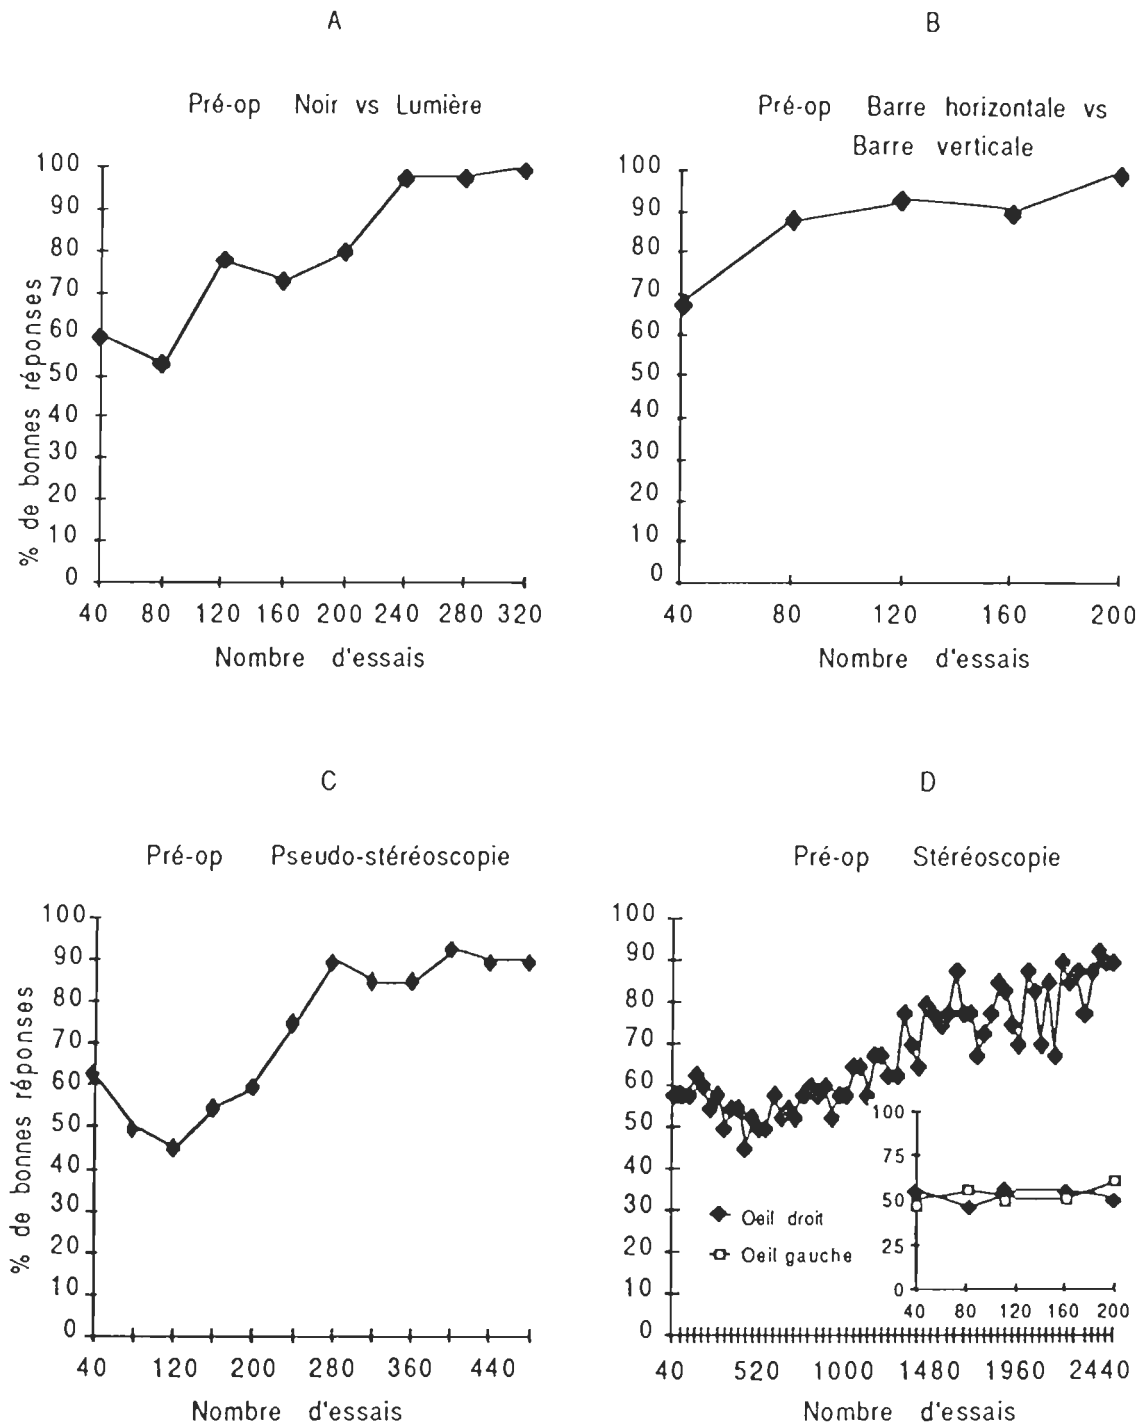 A
Pré-op Noir vs Lumière
% de bonnes réponses
100
90
80
70
60
50
40
30
20
10
0
40 80 120 160 200 240 280 320
Nombre d'essais
B
Pré-op Barre horizontale vs
Barre verticale
100
90
80
70
60
50
40
30
20
10
0
40 80 120 160 200
Nombre d'essais
C
Pré-op Pseudo-stéréoscopie
% de bonnes réponses
100
90
80
70
60
50
40
30
20
10
0
40 120 200 280 360 440
Nombre d'essais
D
Pré-op Stéréoscopie
100
90
80
70
60
50
40
30
20
10
0
40 520 1000 1480 1960 2440
Nombre d'essais
Oeil droit
Oeil gauche
100
75
50
25
0
40 80 120 160 200